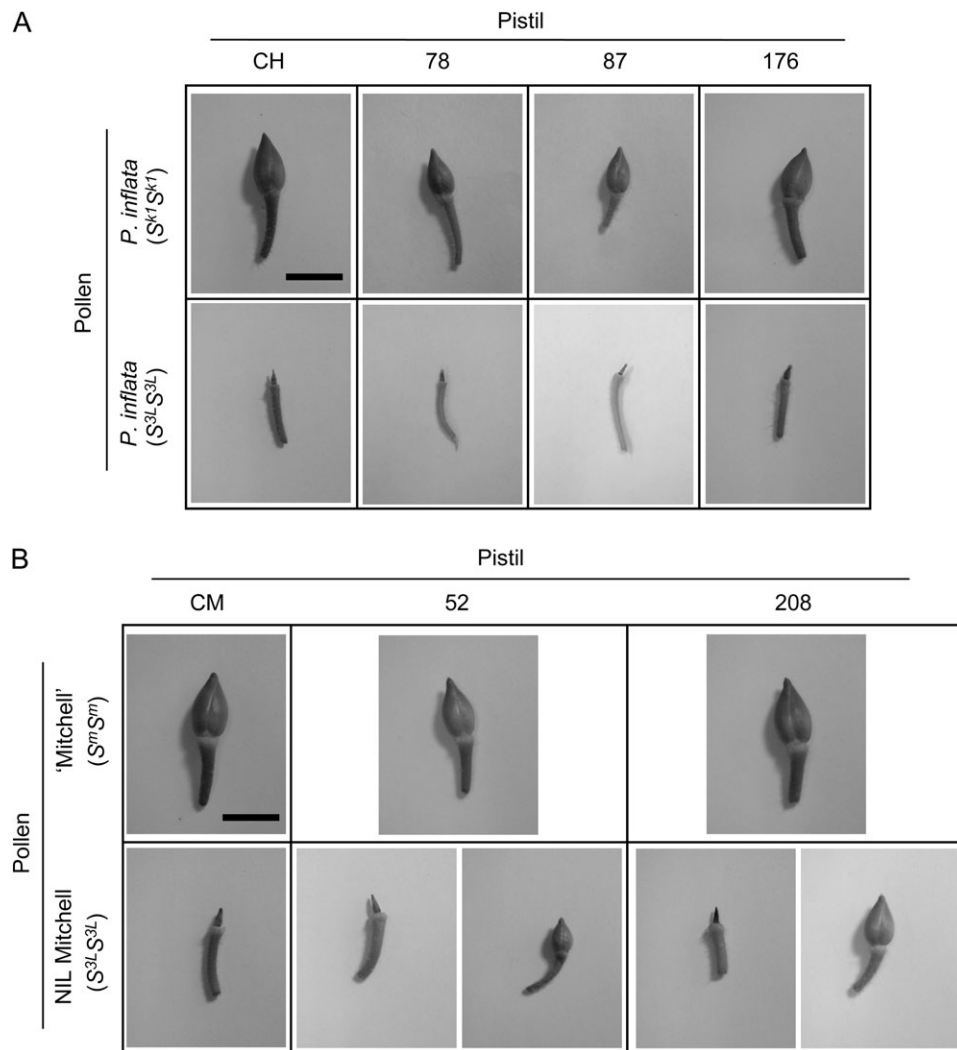 A
Pistil
CH 78 87 176
Pollen
P. inflata
(Sᵏ¹Sᵏ¹)
P. inflata
(S³ᴸS³ᴸ)
B
Pistil
CM 52 208
Pollen
'Mitchell'
(SᵐSᵐ)
NIL Mitchell
(S³ᴸS³ᴸ)